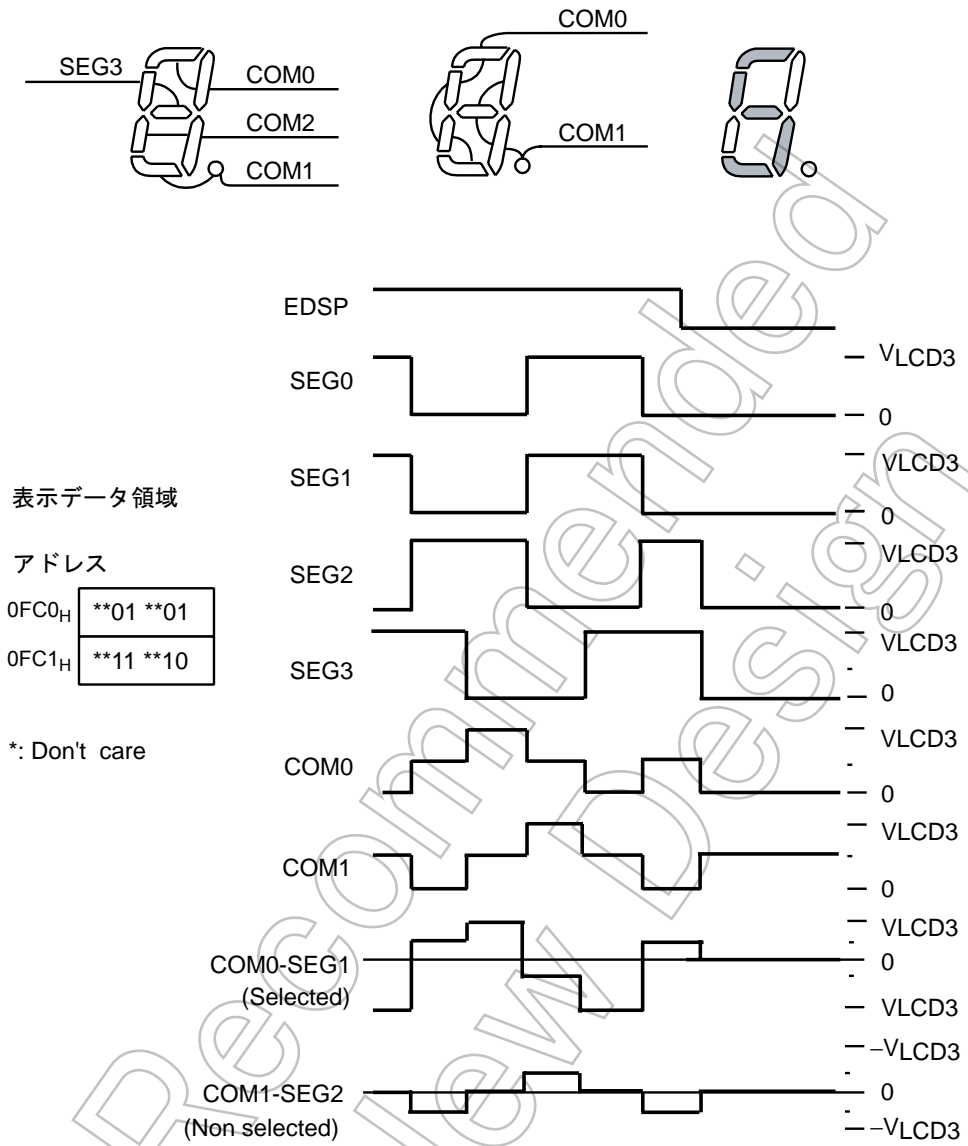 COM0
SEG3
COM0
COM2
COM1
COM1
EDSP
SEG0
VLCD3
0
SEG1
VLCD3
0
表示データ領域
アドレス
0FC0H **01 **01
0FC1H **11 **10
*: Don't care
SEG2
VLCD3
0
SEG3
VLCD3
0
COM0
VLCD3
0
COM1
VLCD3
0
COM0-SEG1
(Selected)
VLCD3
0
VLCD3
COM1-SEG2
(Non selected)
−VLCD3
0
−VLCD3
Recommended
ew Design